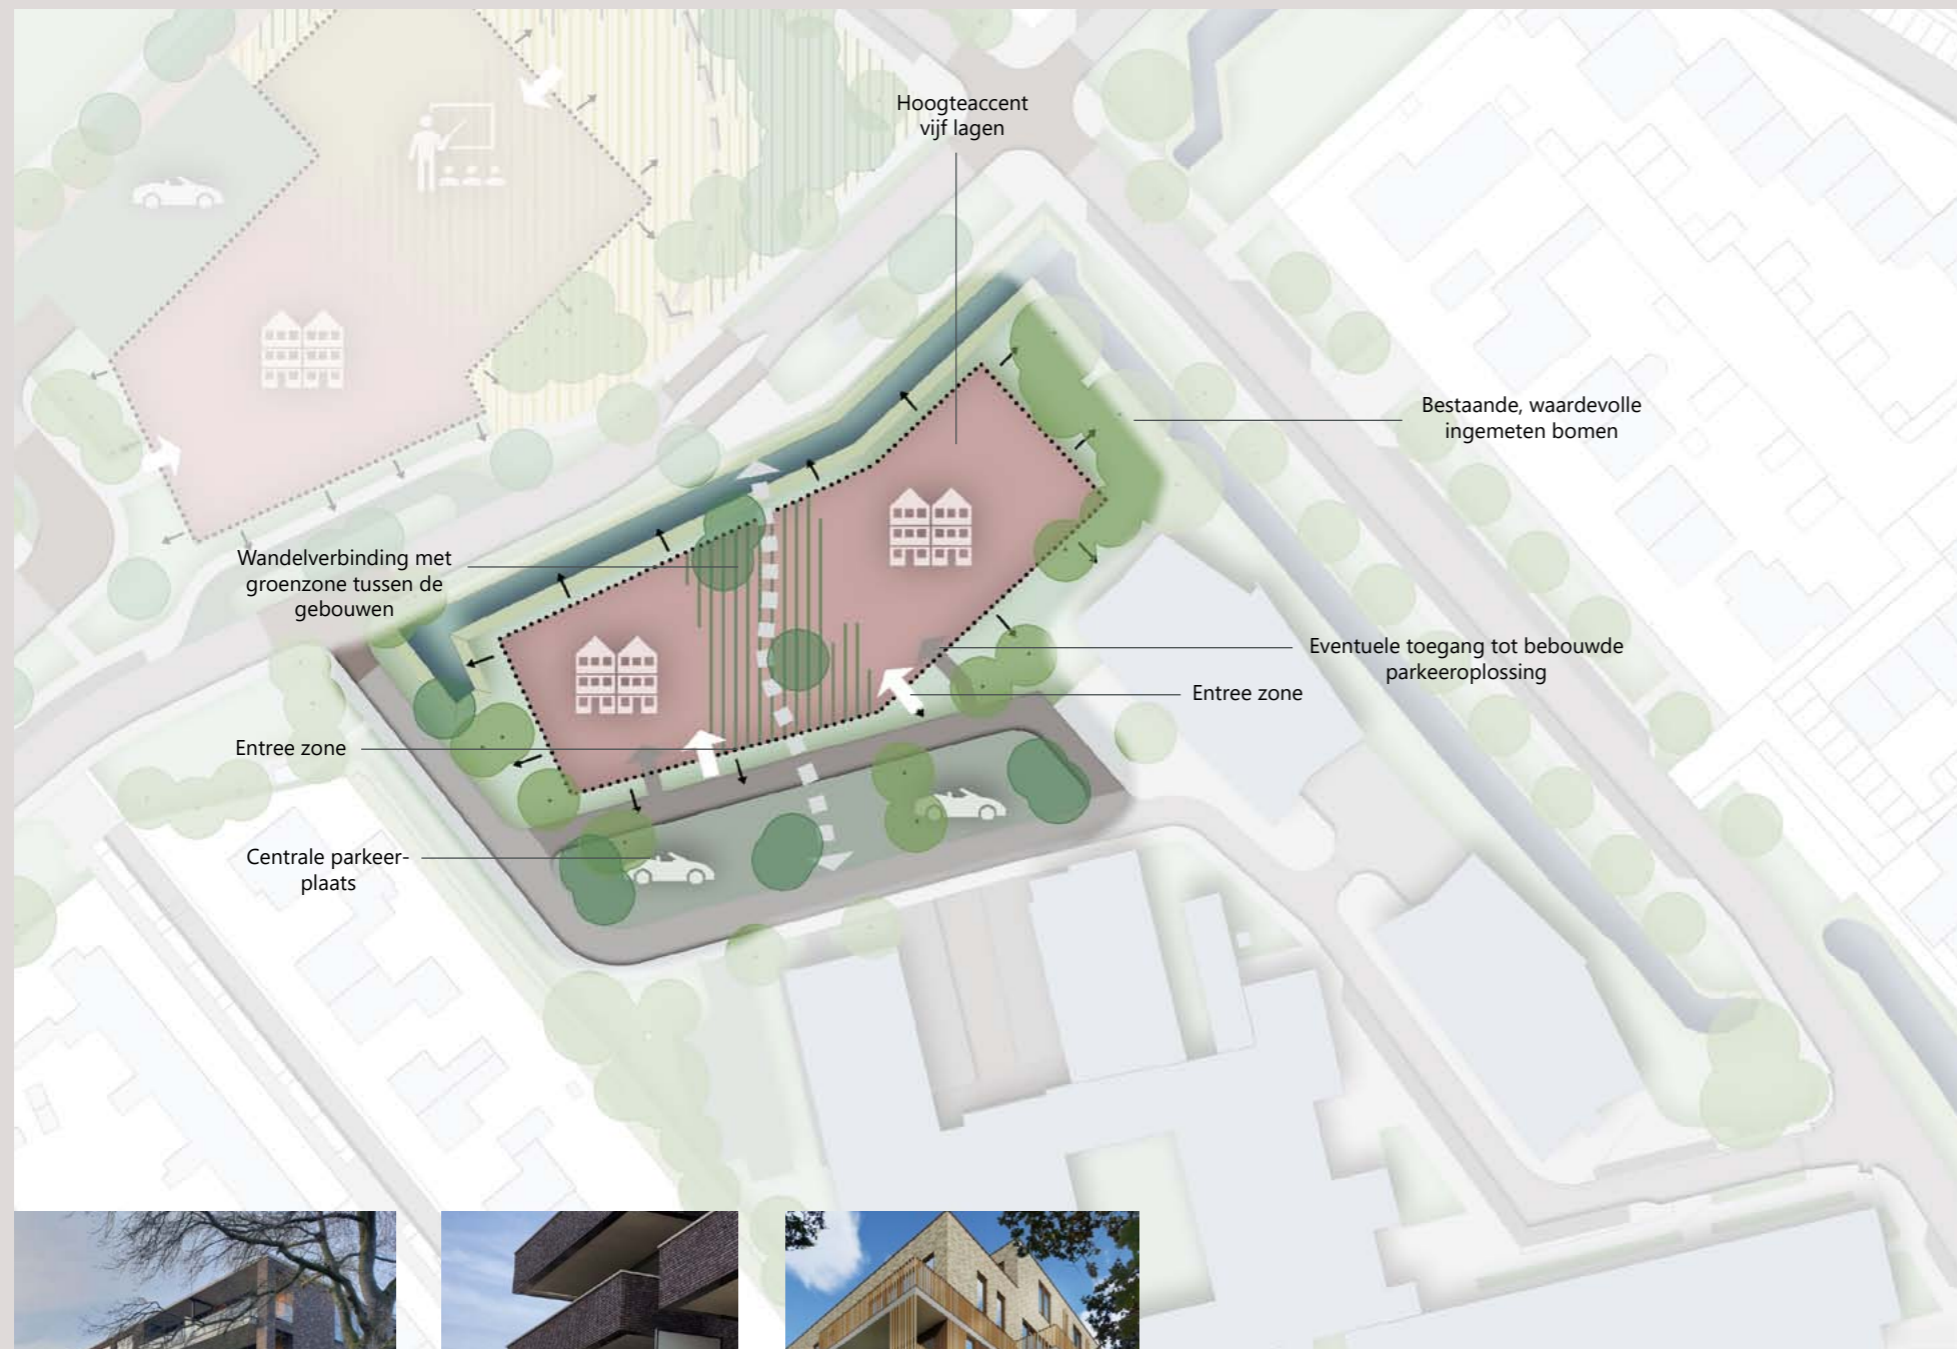 Hoogteaccent
vijf lagen
Bestaande, waardevolle
ingemeten bomen
Wandelverbinding met
groenzone tussen de
gebouwen
Eventuele toegang tot bebouwde
parkeeroplossing
Entree zone
Entree zone
Centrale parkeer-
plaats